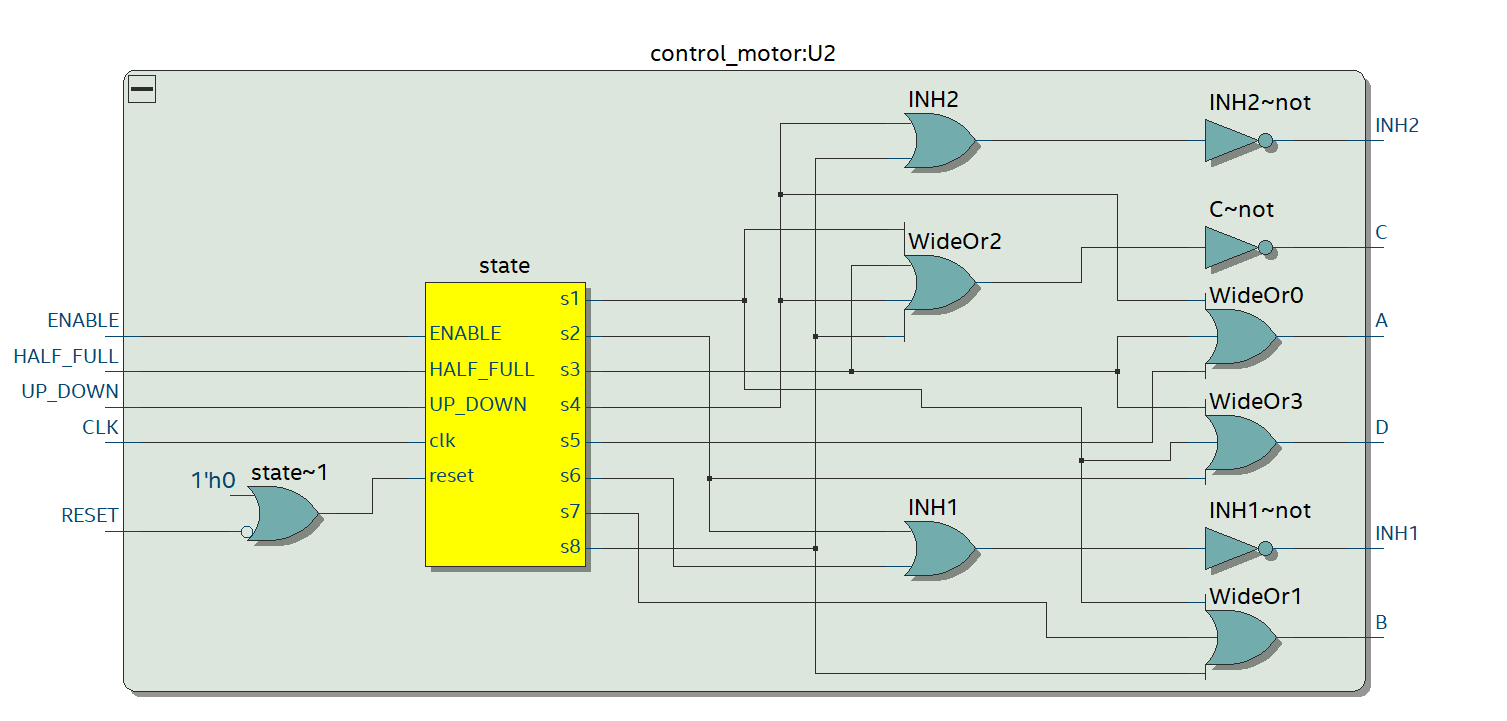 control_motor:U2
INH2
INH2~not
INH2
C~not
C
WideOr2
state
WideOr0
A
s1
ENABLE
ENABLE
s2
HALF_FULL
HALF_FULL
s3
UP_DOWN
UP_DOWN
s4
WideOr3
D
CLK
clk
s5
1'h0
state~1
reset
s6
RESET
s7
INH1
INH1~not
INH1
s8
WideOr1
B